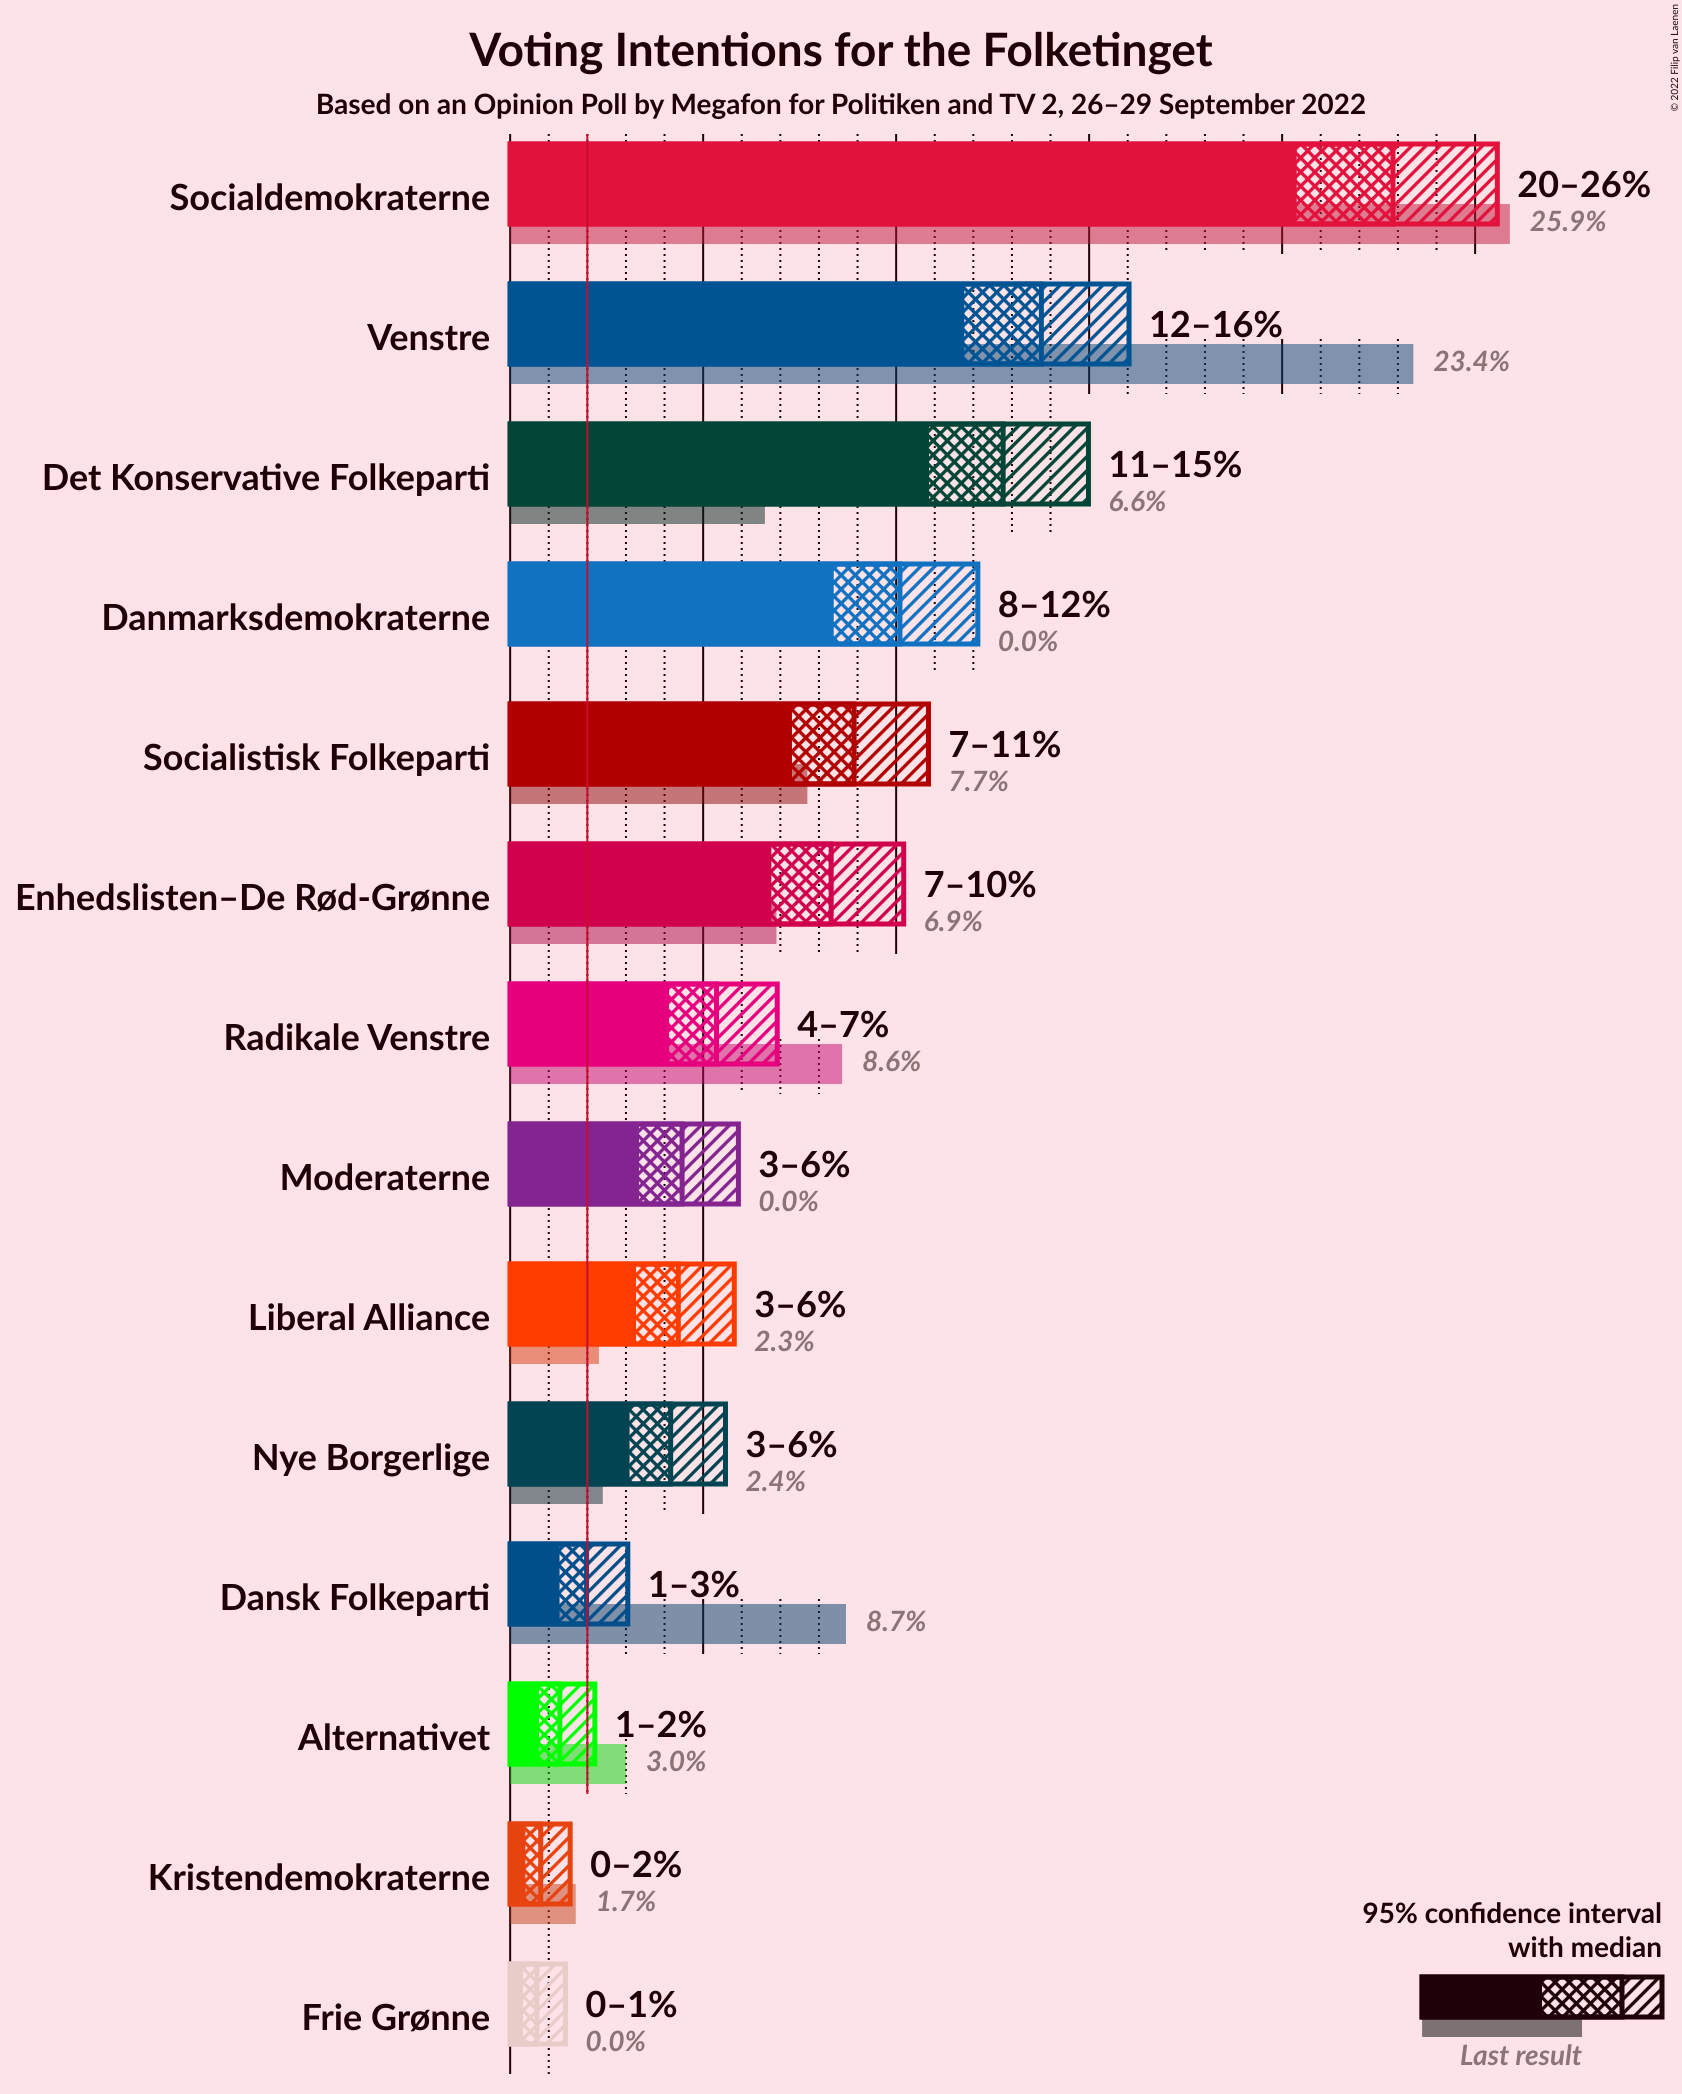 © 2022 Filip van Laenen
Voting Intentions for the Folketinget
Based on an Opinion Poll by Megafon for Politiken and TV 2, 26–29 September 2022
Socialdemokraterne
20–26%
25.9%
Venstre
12–16%
23.4%
Det Konservative Folkeparti
11–15%
6.6%
Danmarksdemokraterne
8–12%
0.0%
Socialistisk Folkeparti
7–11%
7.7%
Enhedslisten–De Rød-Grønne
7–10%
6.9%
Radikale Venstre
4–7%
8.6%
Moderaterne
3–6%
0.0%
Liberal Alliance
3–6%
2.3%
Nye Borgerlige
3–6%
2.4%
Dansk Folkeparti
1–3%
8.7%
Alternativet
1–2%
3.0%
Kristendemokraterne
0–2%
1.7%
Frie Grønne
0–1%
0.0%
95% confidence interval
with median
Last result